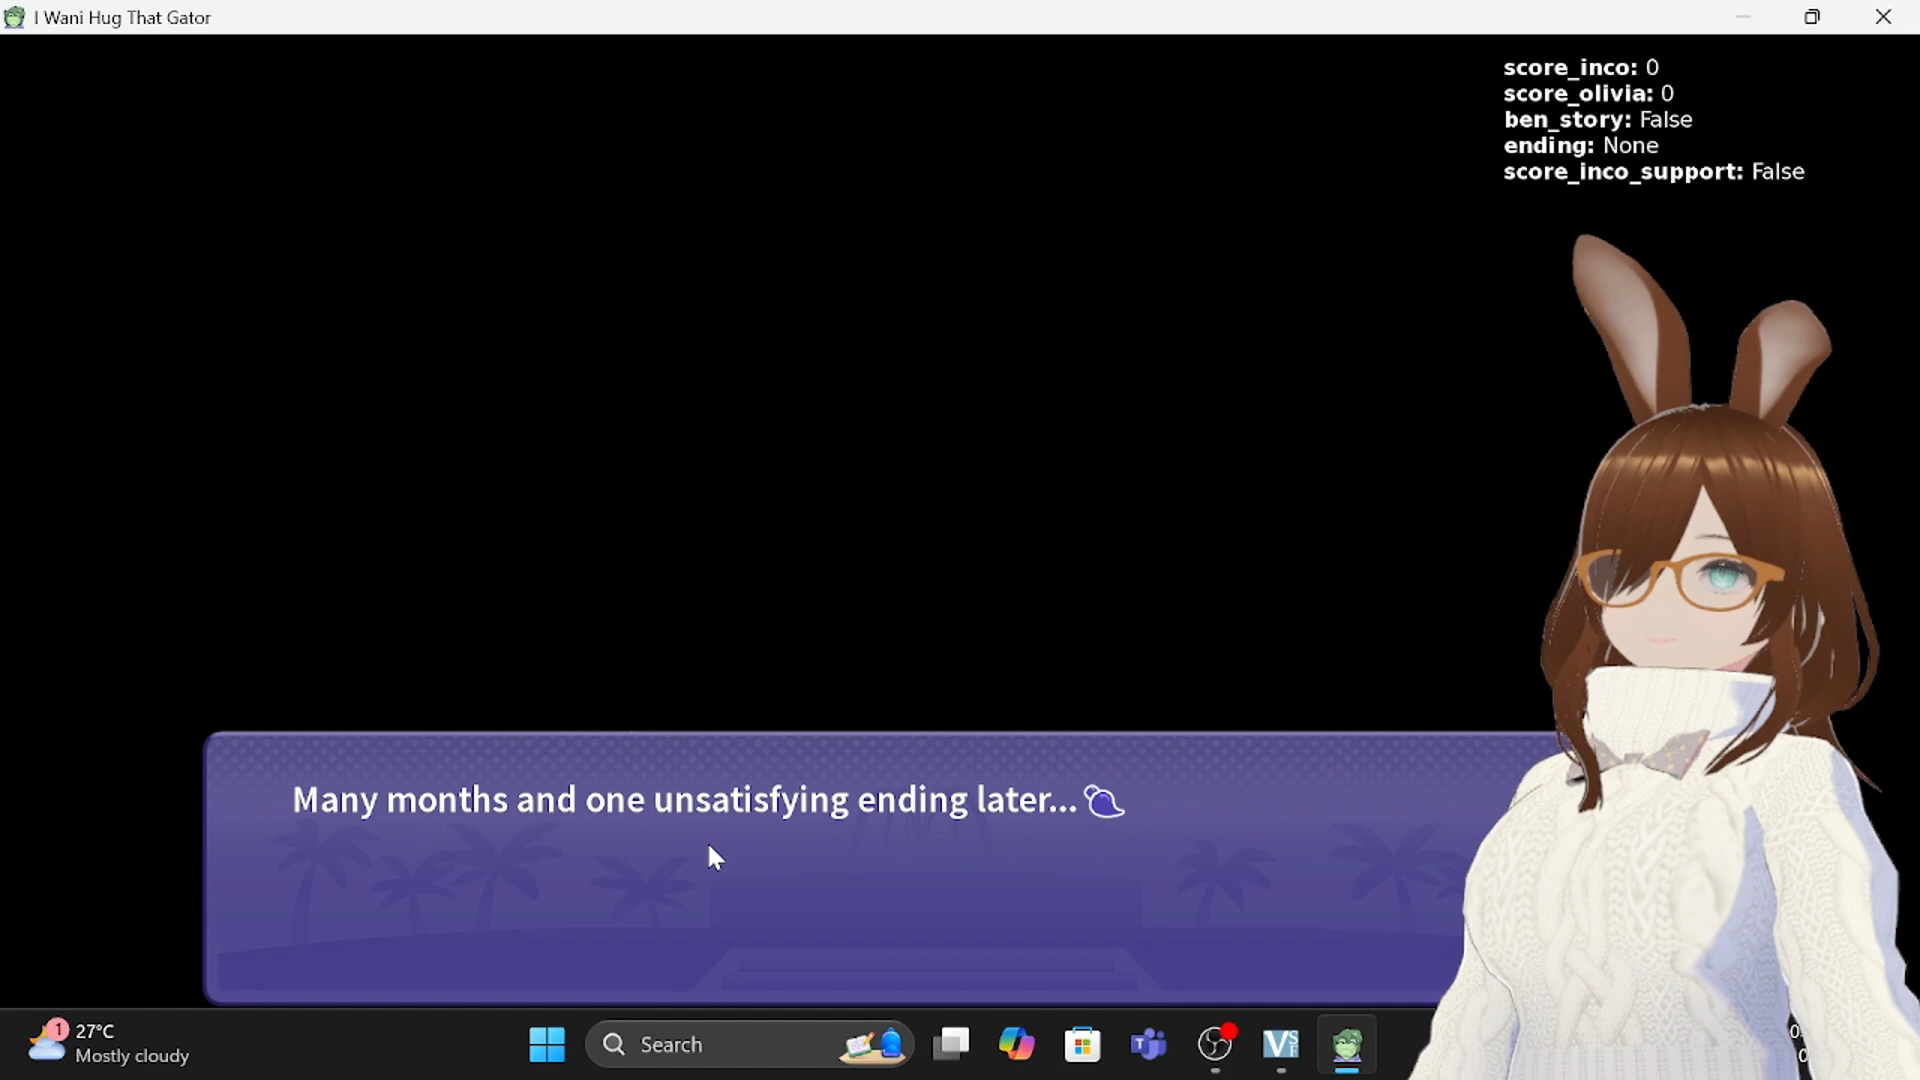 I Wani Hug That Gator
score_inco: 0
score_olivia: 0
ben_story: False
ending: None
score_inco_support: False
Many months and one unsatisfying ending later...
1
27°C
Mostly cloudy
Search